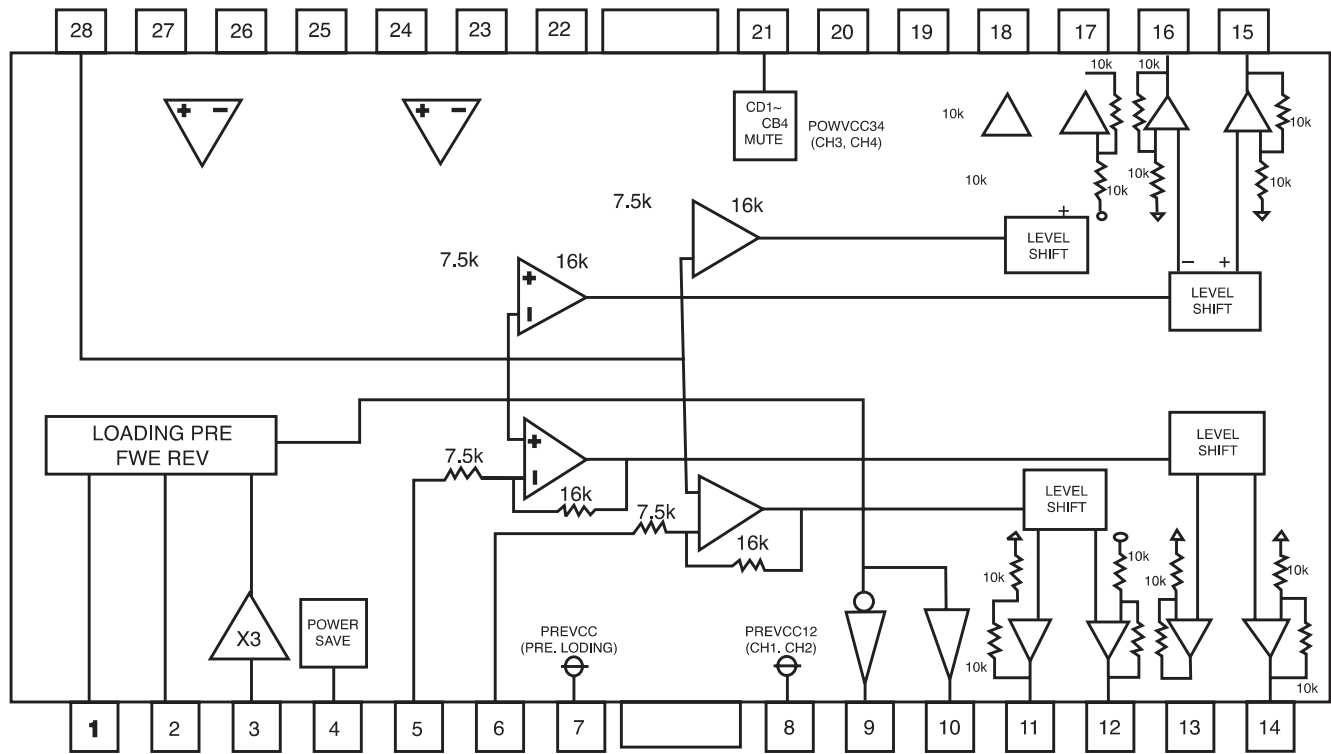 28 27 26 25 24 23 22 21 20 19 18 17 16 15
10k 10k
+ - + -
CD1~
CB4
MUTE
POWVCC34
(CH3, CH4)
10k 10k
10k 10k 10k 10k
10k
7.5k 16k
+
LEVEL
SHIFT
7.5k 16k
+
-
- +
LEVEL
SHIFT
LOADING PRE
FWE REV
+
-
7.5k
16k
LEVEL
SHIFT
7.5k
16k
LEVEL
SHIFT
10k 10k 10k 10k
X3
POWER
SAVE
PREVCC
(PRE. LODING)
PREVCC12
(CH1. CH2)
10k 10k
1 2 3 4 5 6 7 8 9 10 11 12 13 14